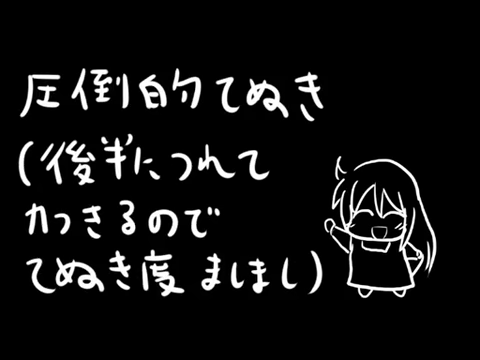 圧倒的てぬき
(後半につれて
力つきるので
てぬき度 ましまし)